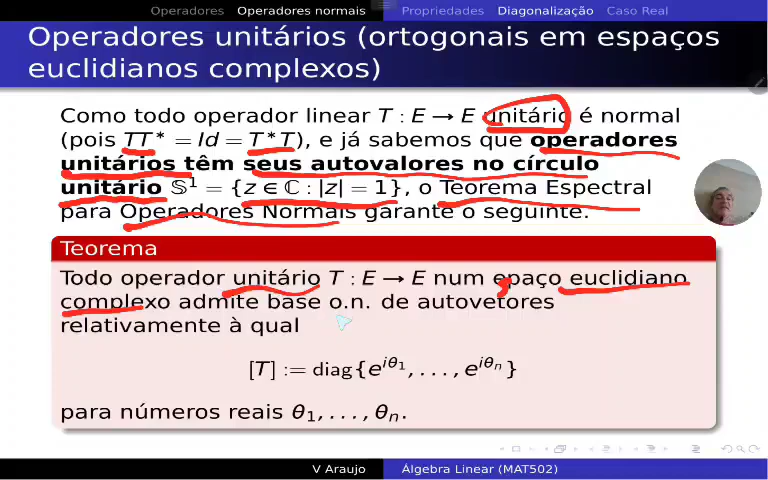 Operadores Operadores normais Propriedades Diagonalização Caso Real
Operadores unitários (ortogonais em espaços
euclidianos complexos)
Como todo operador linear T : E → E unitário é normal
(pois TT* = Id = T*T), e já sabemos que operadores
unitários têm seus autovalores no círculo
unitário 𝕊¹ = {z ∈ ℂ : |z| = 1}, o Teorema Espectral
para Operadores Normais garante o seguinte.
Teorema
Todo operador unitário T : E → E num epaço euclidiano
complexo admite base o.n. de autovetores
relativamente à qual
[T] := diag{e^{iθ₁}, . . . , e^{iθₙ}}
para números reais θ₁, . . . , θₙ.
V Araujo Álgebra Linear (MAT502)